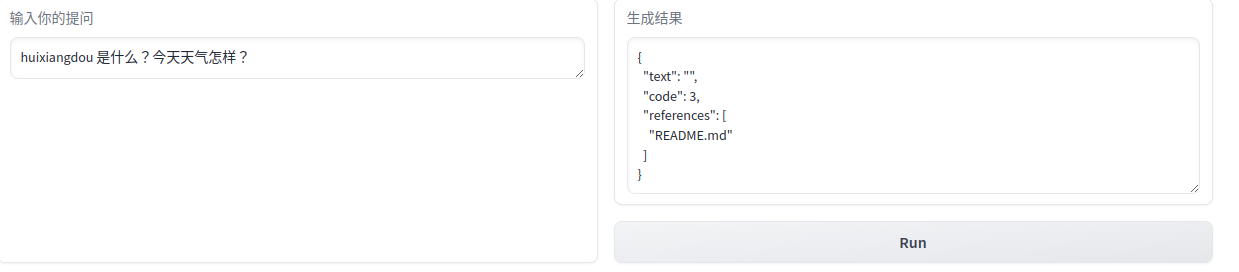 输入你的提问
huixiangdou 是什么？今天天气怎样？
生成结果
{
  "text": "",
  "code": 3,
  "references": [
    "README.md"
  ]
}
Run